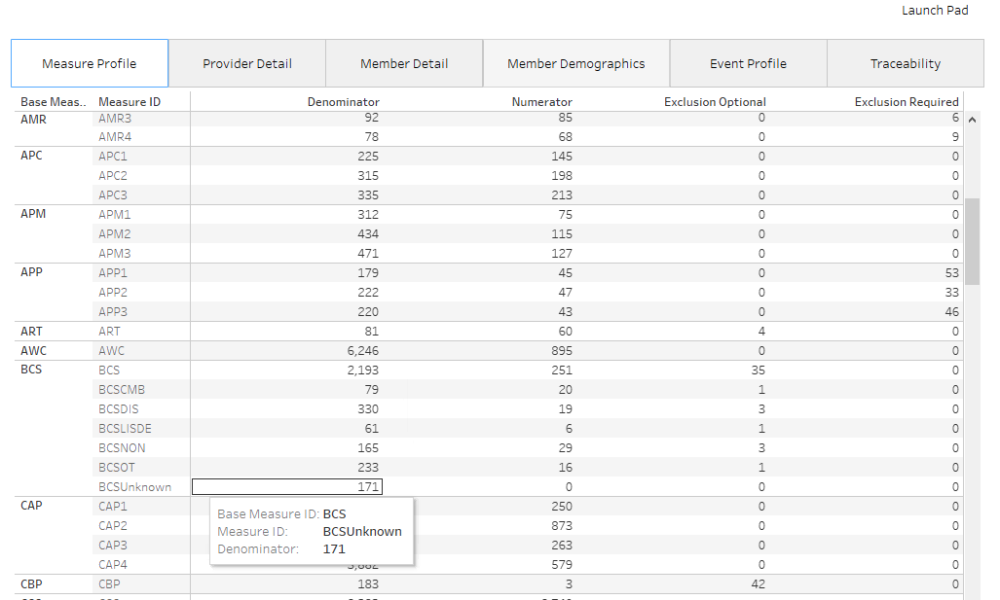 Launch Pad
Measure Profile Provider Detail Member Detail Member Demographics Event Profile Traceability
Base Meas.. Measure ID Denominator Numerator Exclusion Optional Exclusion Required
AMR AMR3 92 85 0 6
AMR4 78 68 0 9
APC APC1 225 145 0 0
APC2 315 198 0 0
APC3 335 213 0 0
APM APM1 312 75 0 0
APM2 434 115 0 0
APM3 471 127 0 0
APP APP1 179 45 0 53
APP2 222 47 0 33
APP3 220 43 0 46
ART ART 81 60 4 0
AWC AWC 6,246 895 0 0
BCS BCS 2,193 251 35 0
BCSCMB 79 20 1 0
BCSDIS 330 19 3 0
BCSLISDE 61 6 1 0
BCSNON 165 29 3 0
BCSOT 233 16 1 0
BCSUnknown 171 0 0 0
CAP CAP1 250 0 0
CAP2 873 0 0
CAP3 263 0 0
CAP4 579 0 0
Base Measure ID: BCS
Measure ID: BCSUnknown
Denominator: 171
CBP CBP 183 3 42 0